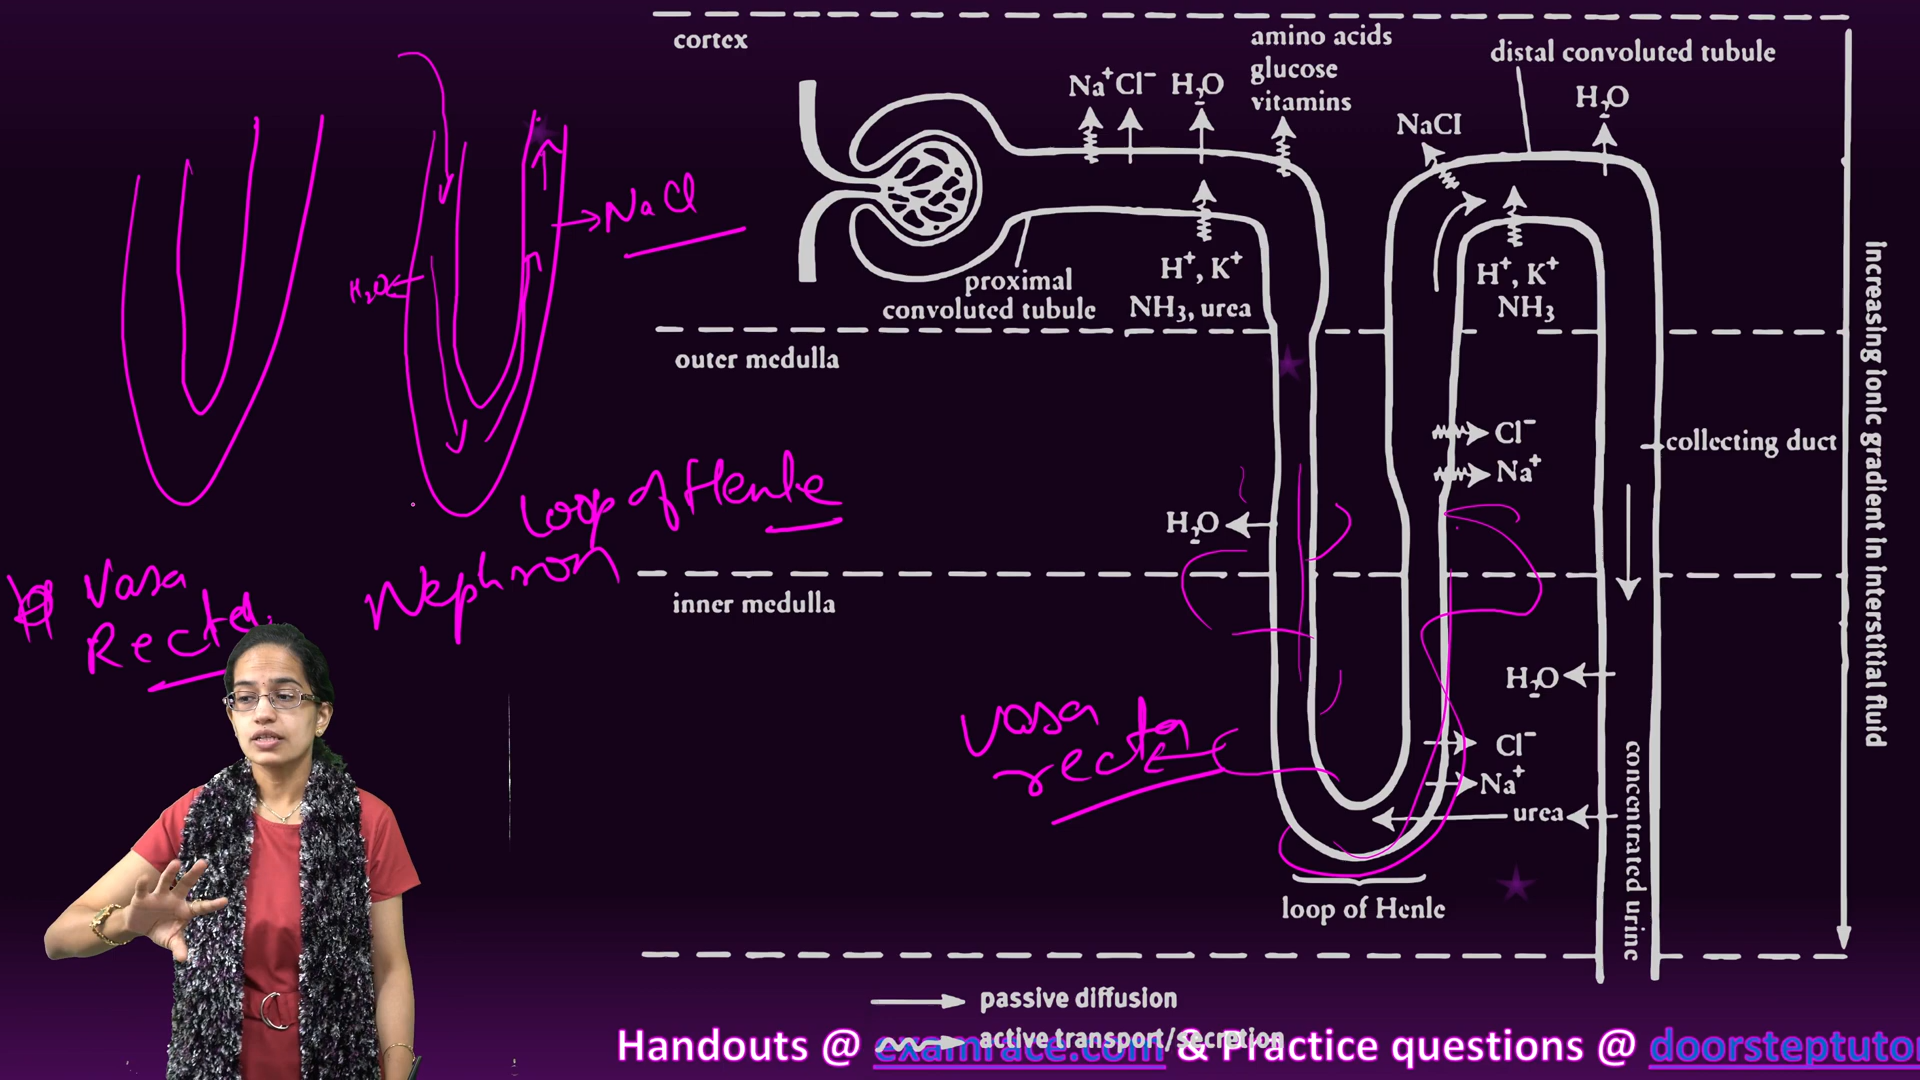 cortex
amino acids
glucose
vitamins
distal convoluted tubule
Na⁺Cl⁻
H₂O
NaCl
H₂O
NaCl
H₂O
proximal
convoluted tubule
H⁺, K⁺
NH₃, urea
H⁺, K⁺
NH₃
outer medulla
Cl⁻
Na⁺
collecting duct
increasing ionic gradient in interstitial fluid
Loop of Henle
H₂O
Vasa
Recta
Nephron
inner medulla
H₂O
vasa
recta
Cl⁻
Na⁺
urea
concentrated urine
loop of Henle
passive diffusion
active transport/secretion
Handouts @ examrace.com & Practice questions @ doorsteptutor